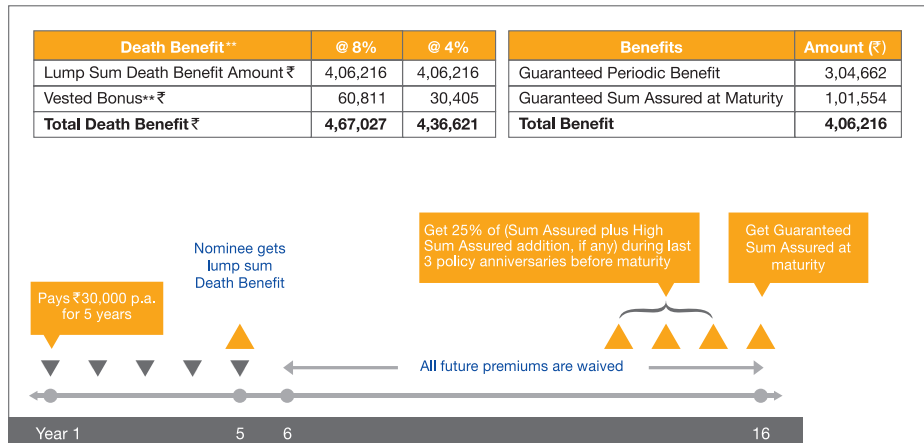 Death Benefit** @ 8% @ 4%
Lump Sum Death Benefit Amount ₹ 4,06,216 4,06,216
Vested Bonus** ₹ 60,811 30,405
Total Death Benefit ₹ 4,67,027 4,36,621
Benefits Amount (₹)
Guaranteed Periodic Benefit 3,04,662
Guaranteed Sum Assured at Maturity 1,01,554
Total Benefit 4,06,216
Pays ₹30,000 p.a.
for 5 years
Nominee gets
lump sum
Death Benefit
Get 25% of (Sum Assured plus High
Sum Assured addition, if any) during last
3 policy anniversaries before maturity
Get Guaranteed
Sum Assured at
maturity
All future premiums are waived
Year 1 5 6 16